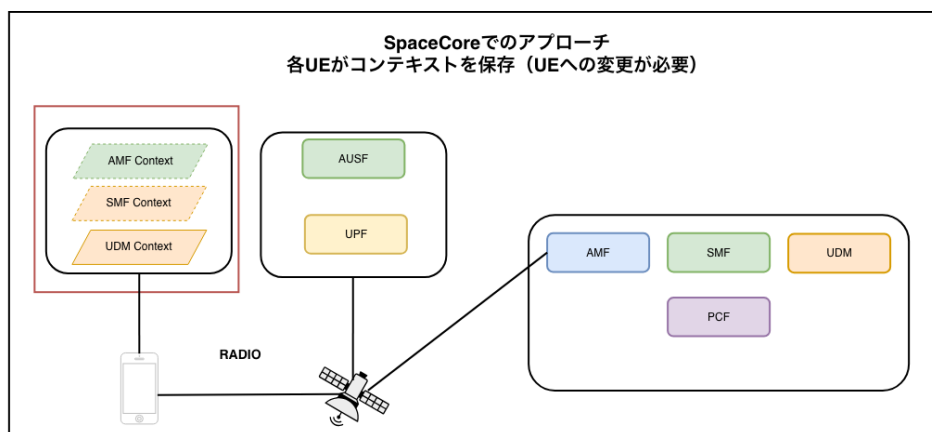 SpaceCoreでのアプローチ
各UEがコンテキストを保存（UEへの変更が必要）
AMF Context
SMF Context
UDM Context
AUSF
UPF
AMF
SMF
UDM
PCF
RADIO